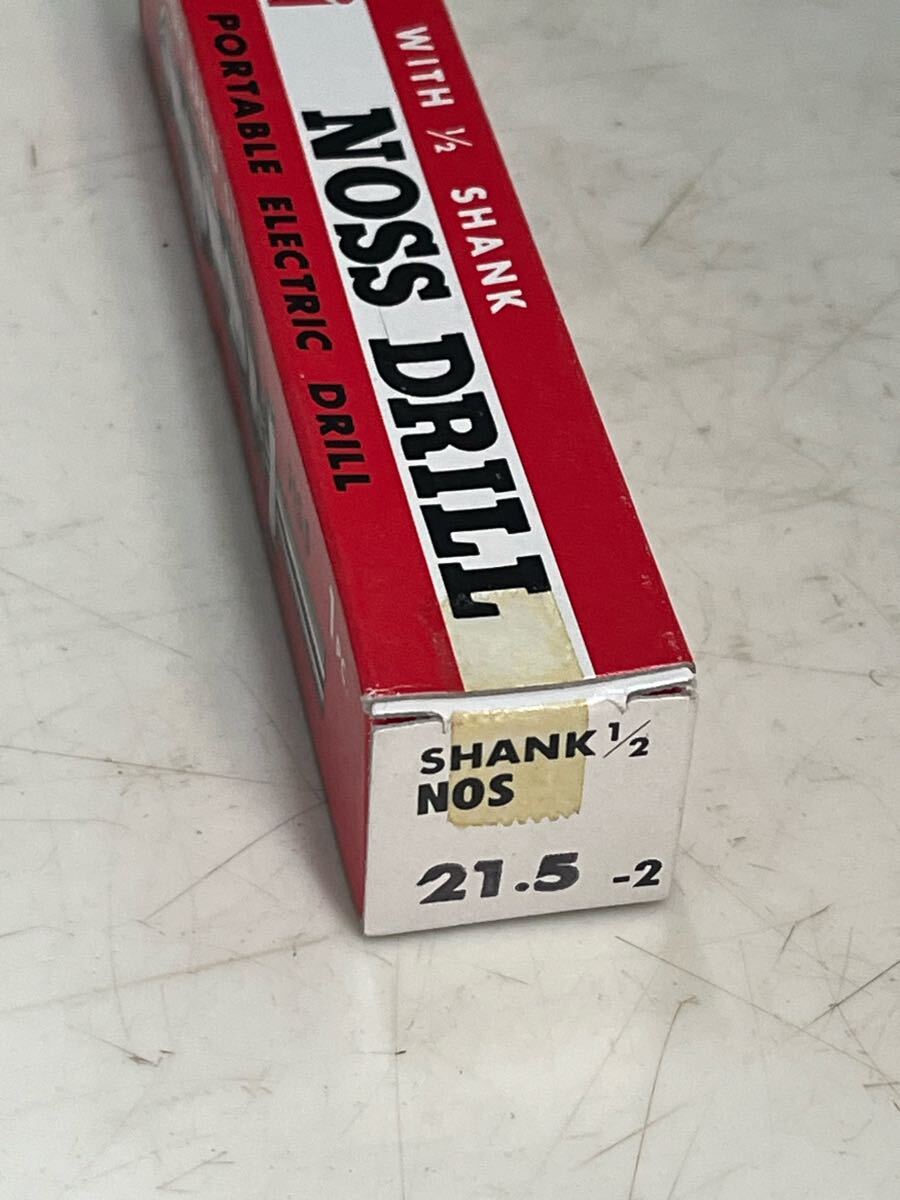 WITH 1/2 SHANK
NOSS DRILL
PORTABLE ELECTRIC DRILL
SHANK 1/2
NOS
21.5 -2